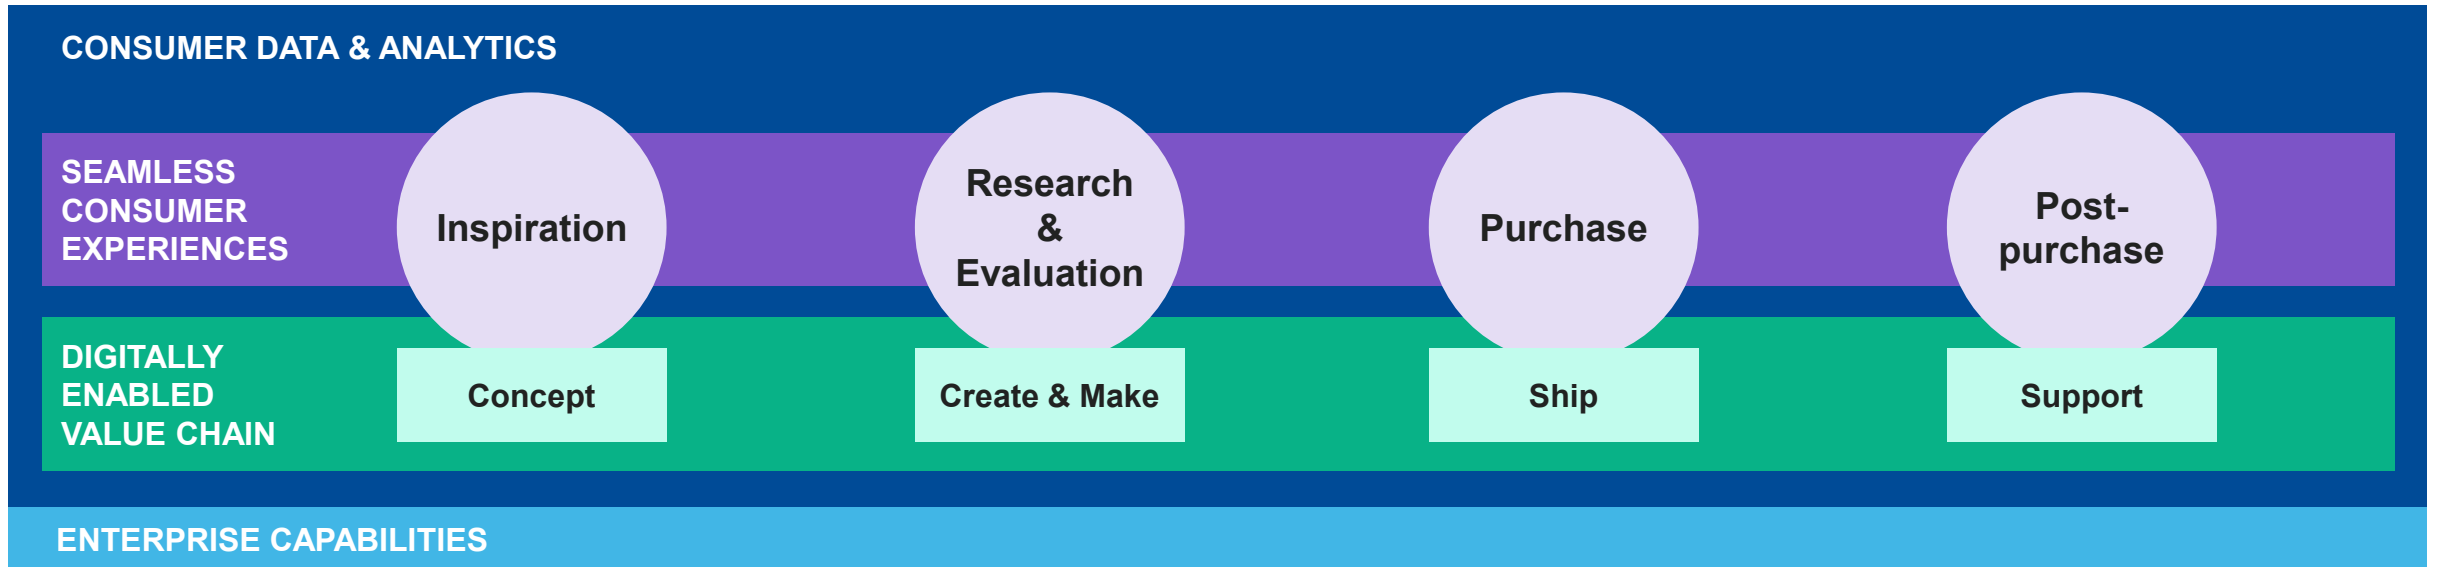 CONSUMER DATA & ANALYTICS
SEAMLESS
CONSUMER
EXPERIENCES
Inspiration
Research
&
Evaluation
Purchase
Post-
purchase
DIGITALLY
ENABLED
VALUE CHAIN
Concept
Create & Make
Ship
Support
ENTERPRISE CAPABILITIES